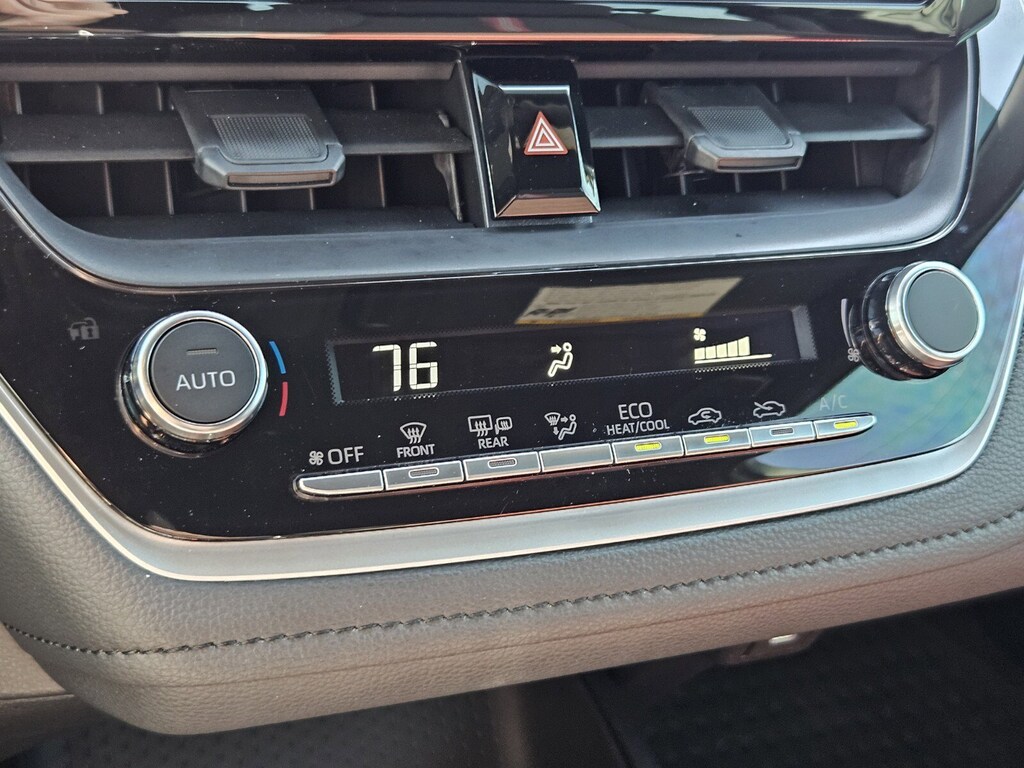 76
AUTO
OFF
FRONT
REAR
ECO
HEAT/COOL
A/C